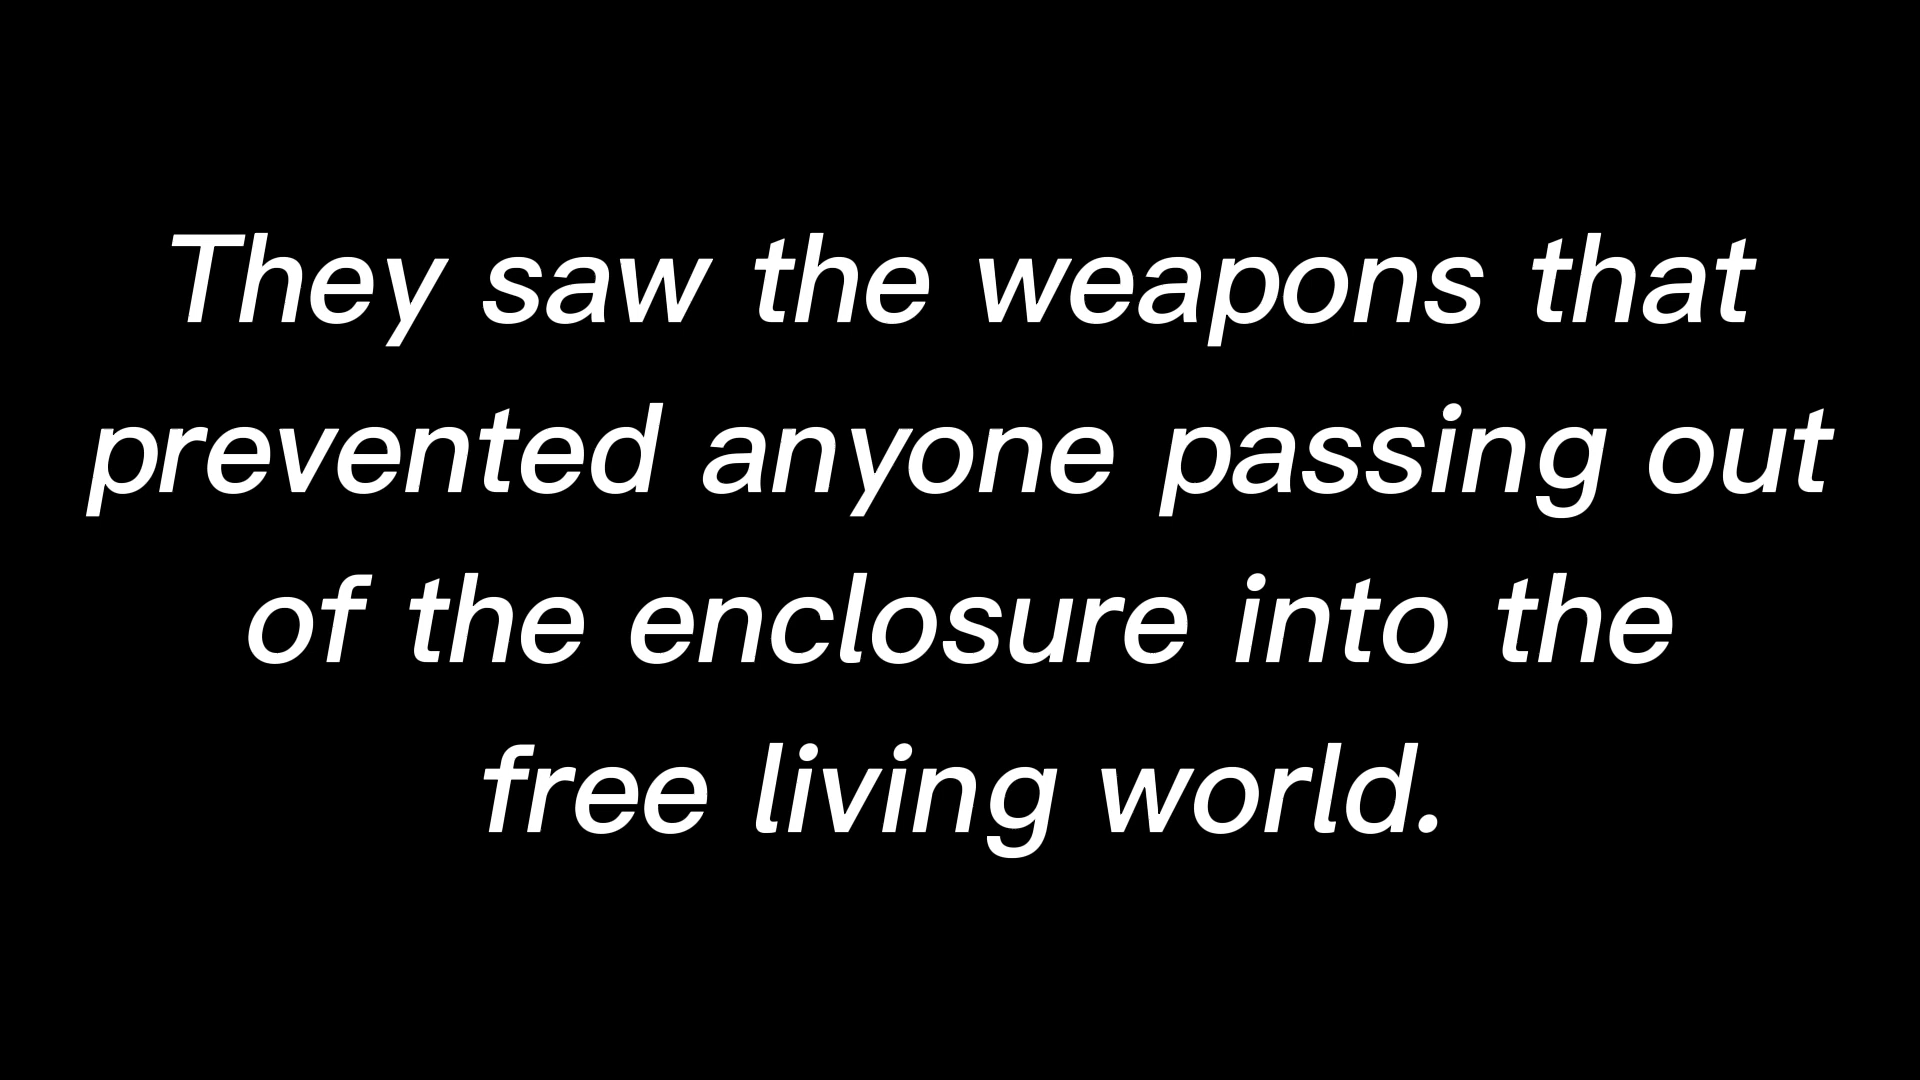 They saw the weapons that
prevented anyone passing out
of the enclosure into the
free living world.